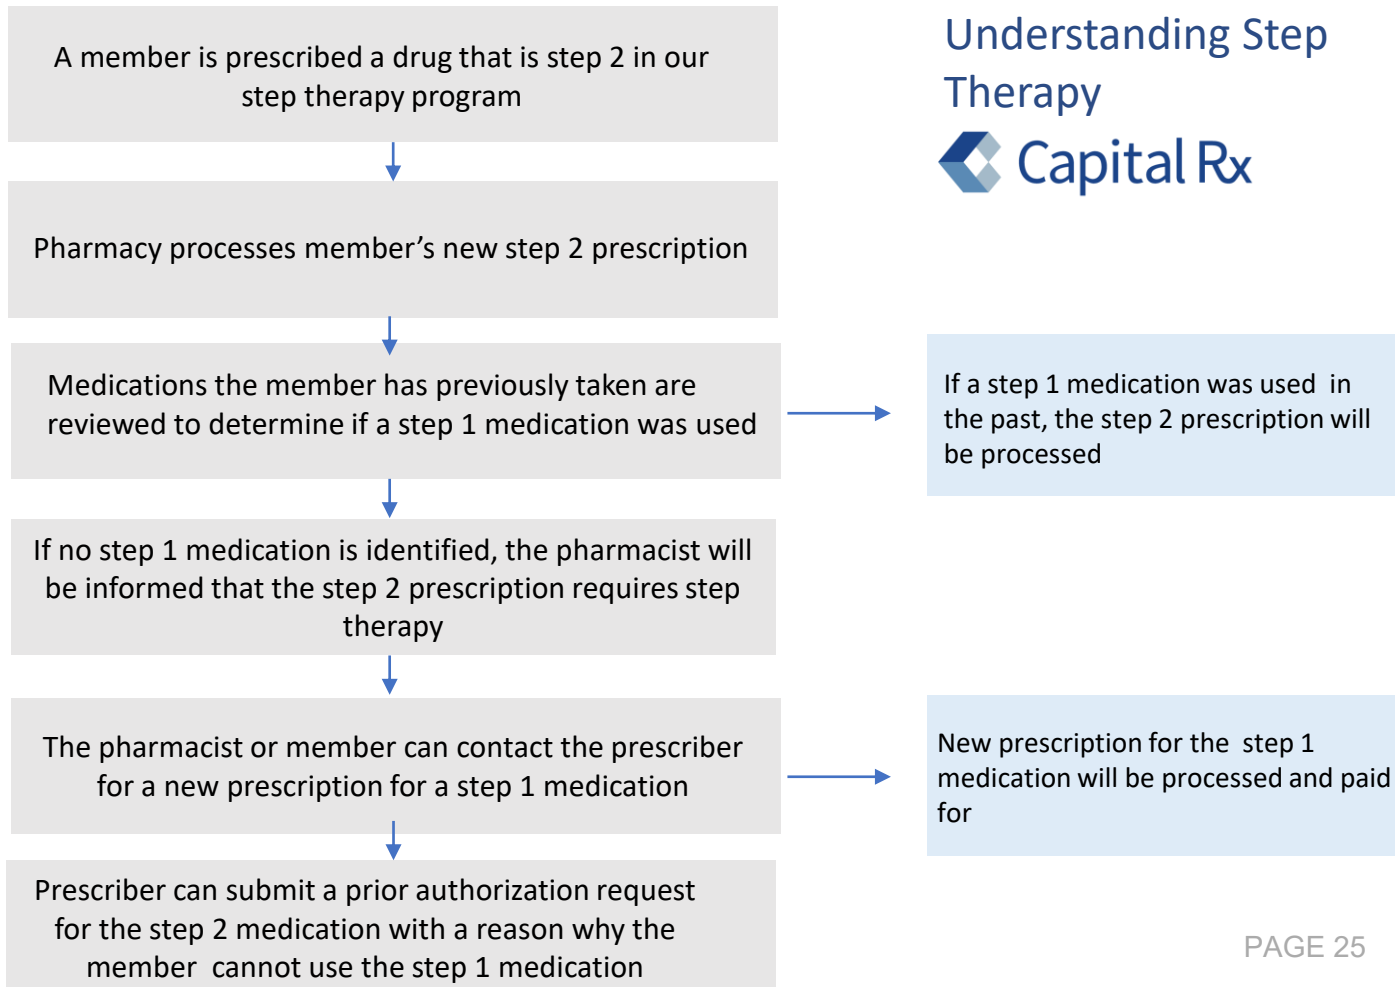 Understanding Step
Therapy
Capital Rx
A member is prescribed a drug that is step 2 in our
step therapy program
Pharmacy processes member’s new step 2 prescription
Medications the member has previously taken are
reviewed to determine if a step 1 medication was used
If a step 1 medication was used in
the past, the step 2 prescription will
be processed
If no step 1 medication is identified, the pharmacist will
be informed that the step 2 prescription requires step
therapy
The pharmacist or member can contact the prescriber
for a new prescription for a step 1 medication
New prescription for the step 1
medication will be processed and paid
for
Prescriber can submit a prior authorization request
for the step 2 medication with a reason why the
member cannot use the step 1 medication
PAGE 25